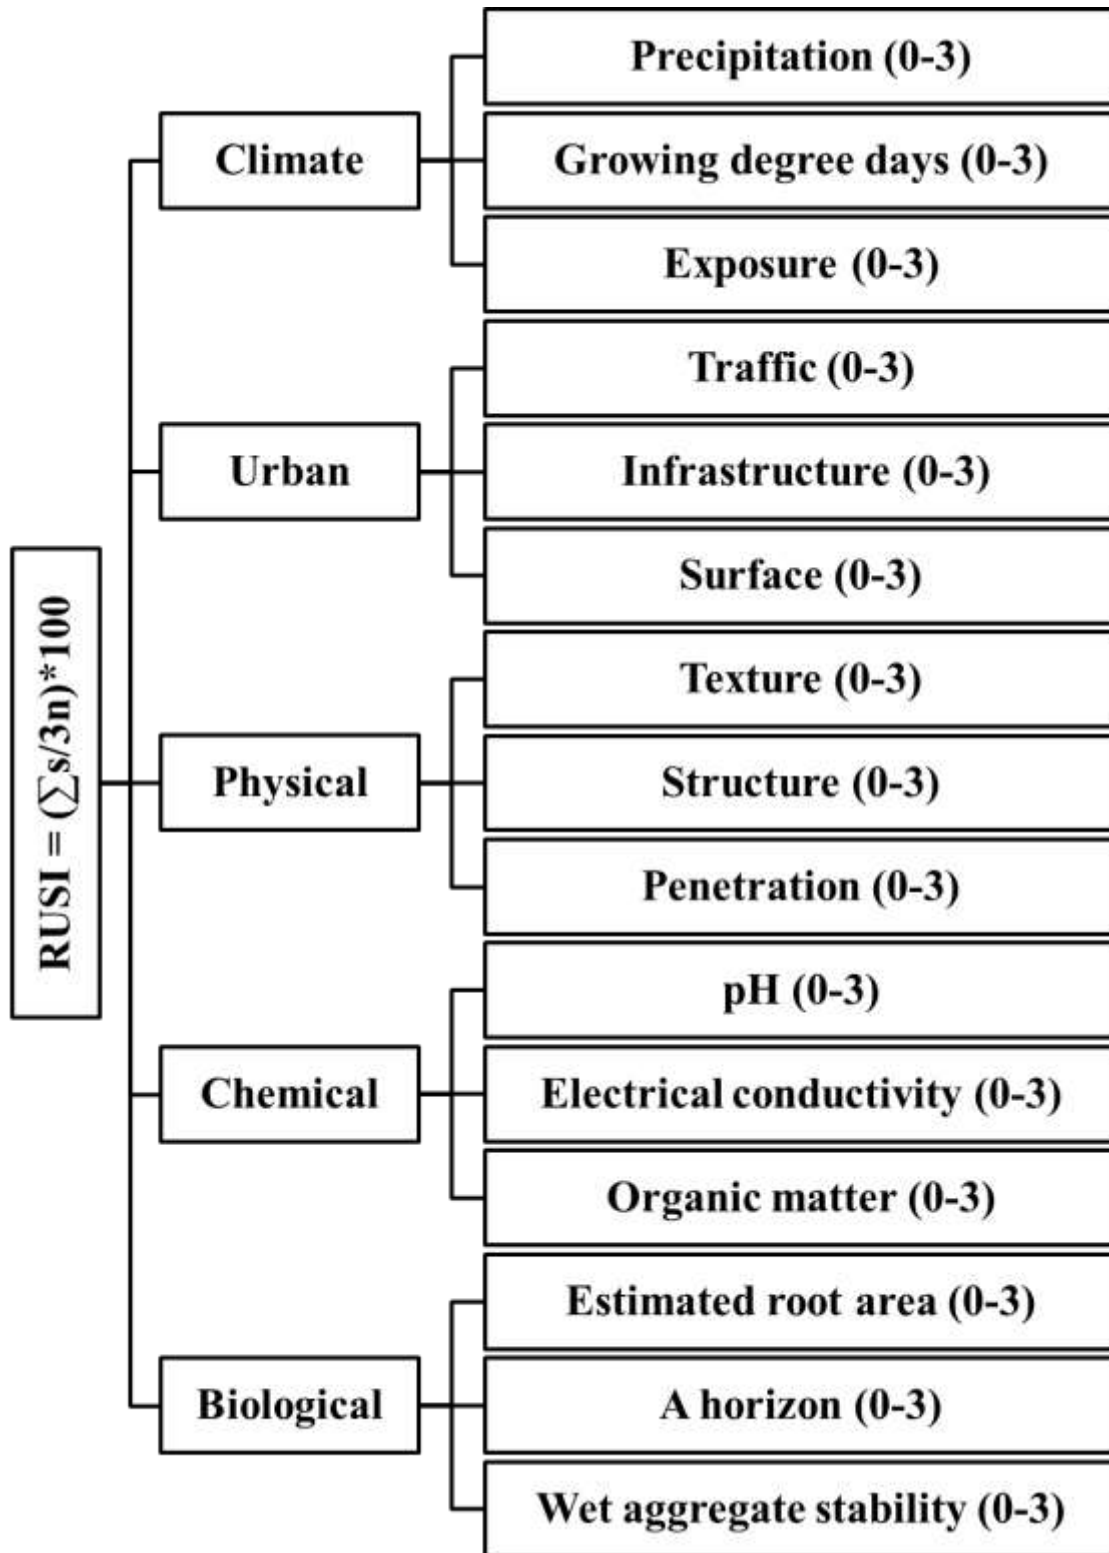 RUSI = (∑s/3n)*100
Climate
Precipitation (0-3)
Growing degree days (0-3)
Exposure (0-3)
Urban
Traffic (0-3)
Infrastructure (0-3)
Surface (0-3)
Physical
Texture (0-3)
Structure (0-3)
Penetration (0-3)
Chemical
pH (0-3)
Electrical conductivity (0-3)
Organic matter (0-3)
Biological
Estimated root area (0-3)
A horizon (0-3)
Wet aggregate stability (0-3)